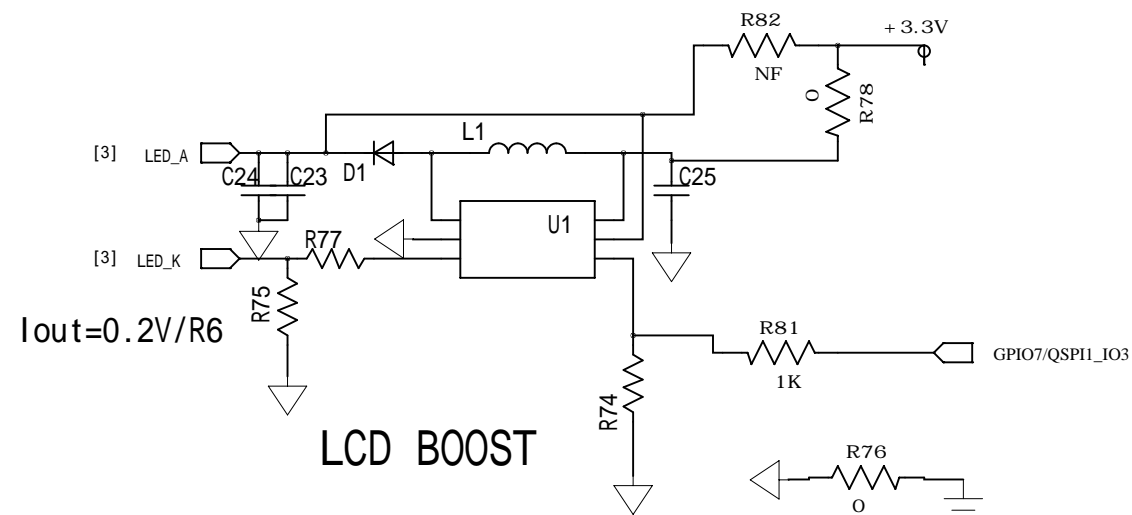 R82
+3.3V
NF
0
R78
L1
[3] LED_A
C24
C23
D1
C25
U1
R77
[3] LED_K
R75
Iout=0.2V/R6
R81
GPIO7/QSPI1_IO3
1K
R74
LCD BOOST
R76
0